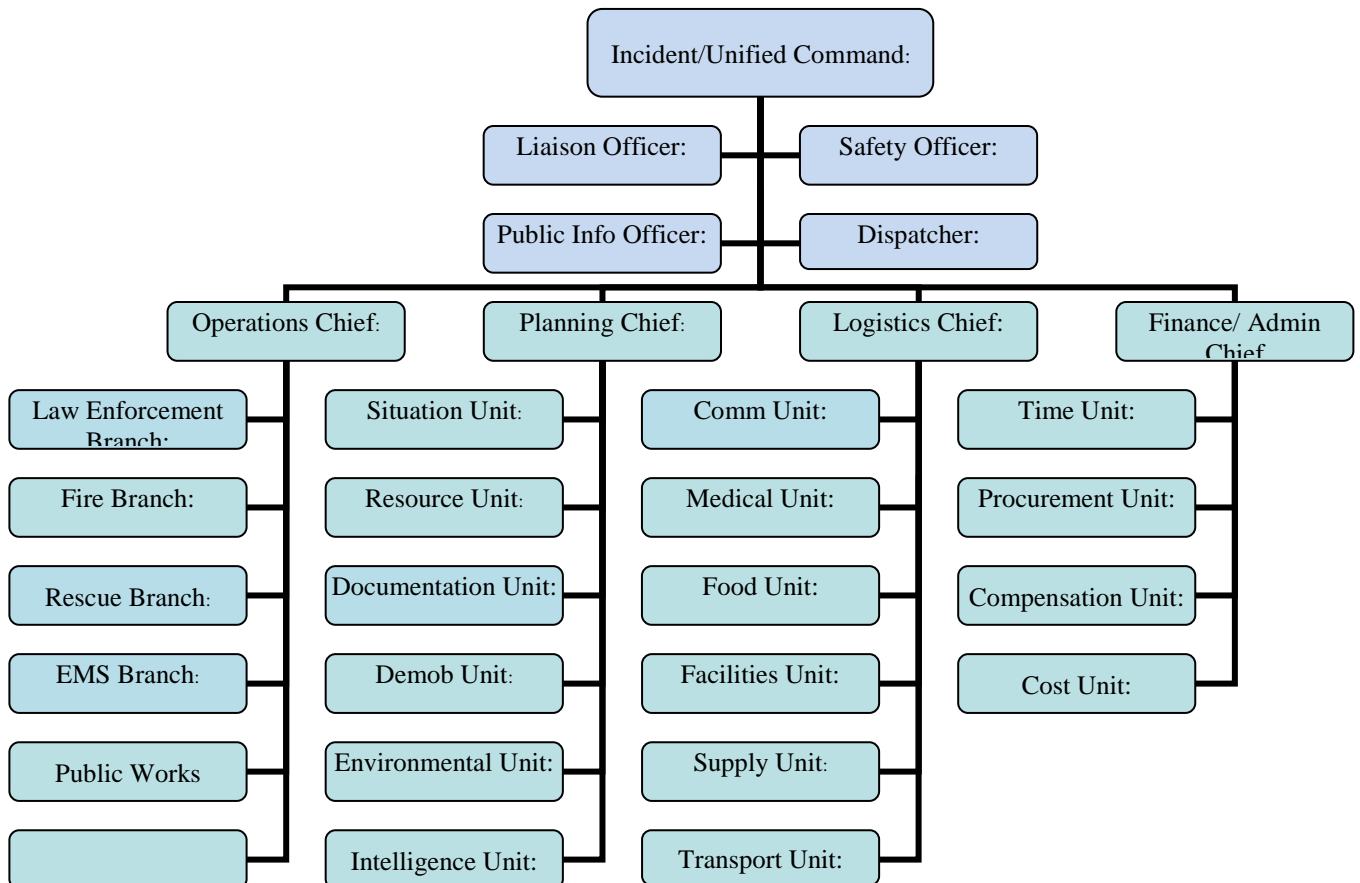 Incident/Unified Command:
Liaison Officer:
Safety Officer:
Public Info Officer:
Dispatcher:
Operations Chief:
Planning Chief:
Logistics Chief:
Finance/ Admin
Chief
Law Enforcement
Branch:
Situation Unit:
Comm Unit:
Time Unit:
Fire Branch:
Resource Unit:
Medical Unit:
Procurement Unit:
Rescue Branch:
Documentation Unit:
Food Unit:
Compensation Unit:
EMS Branch:
Demob Unit:
Facilities Unit:
Cost Unit:
Public Works
Environmental Unit:
Supply Unit:
Intelligence Unit:
Transport Unit: